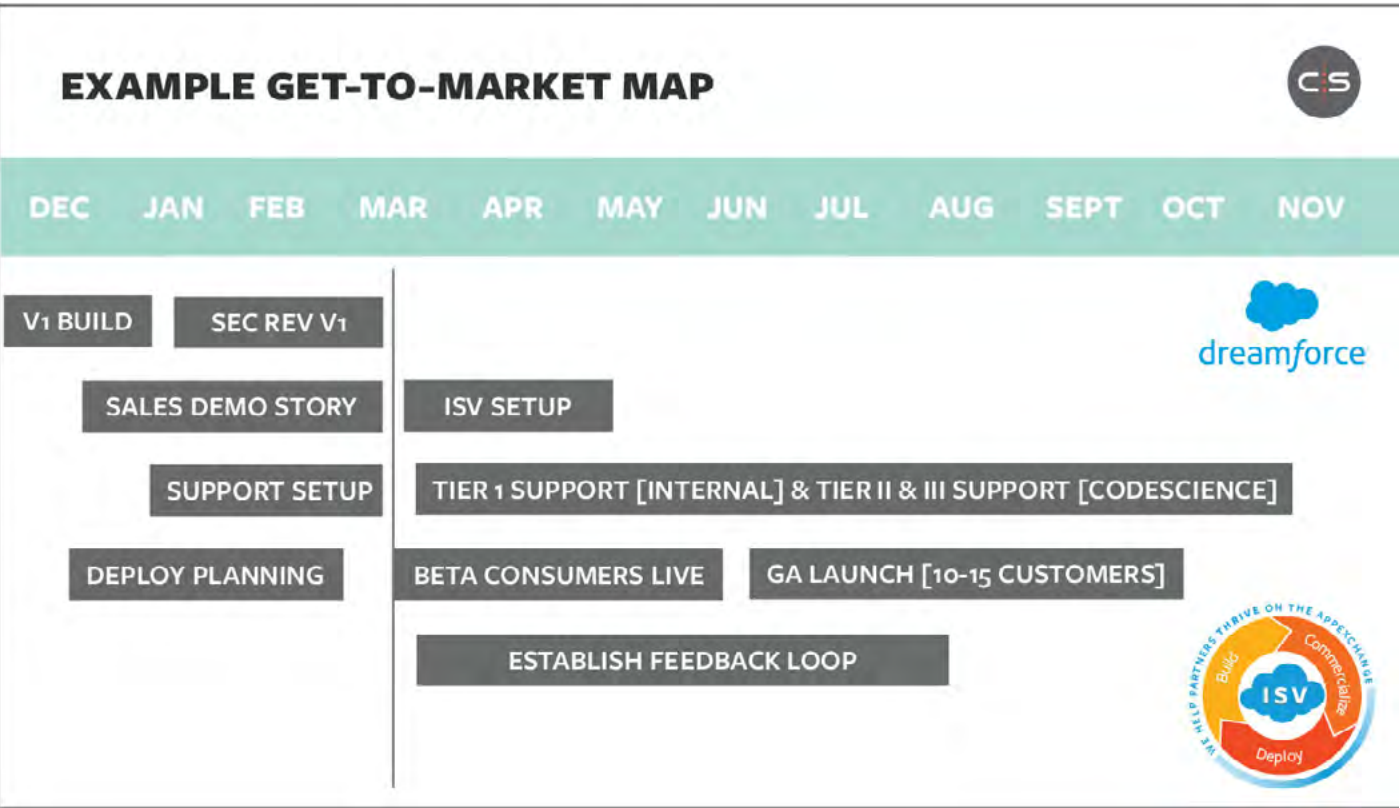 EXAMPLE GET-TO-MARKET MAP
C:S
DEC JAN FEB MAR APR MAY JUN JUL AUG SEPT OCT NOV
V1 BUILD
SEC REV V1
dreamforce
SALES DEMO STORY
ISV SETUP
SUPPORT SETUP
TIER 1 SUPPORT [INTERNAL] & TIER II & III SUPPORT [CODESCIENCE]
DEPLOY PLANNING
BETA CONSUMERS LIVE
GA LAUNCH [10-15 CUSTOMERS]
ESTABLISH FEEDBACK LOOP
WE HELP PARTNERS THRIVE ON THE APPEXCHANGE
Build
Commercialize
ISV
Deploy